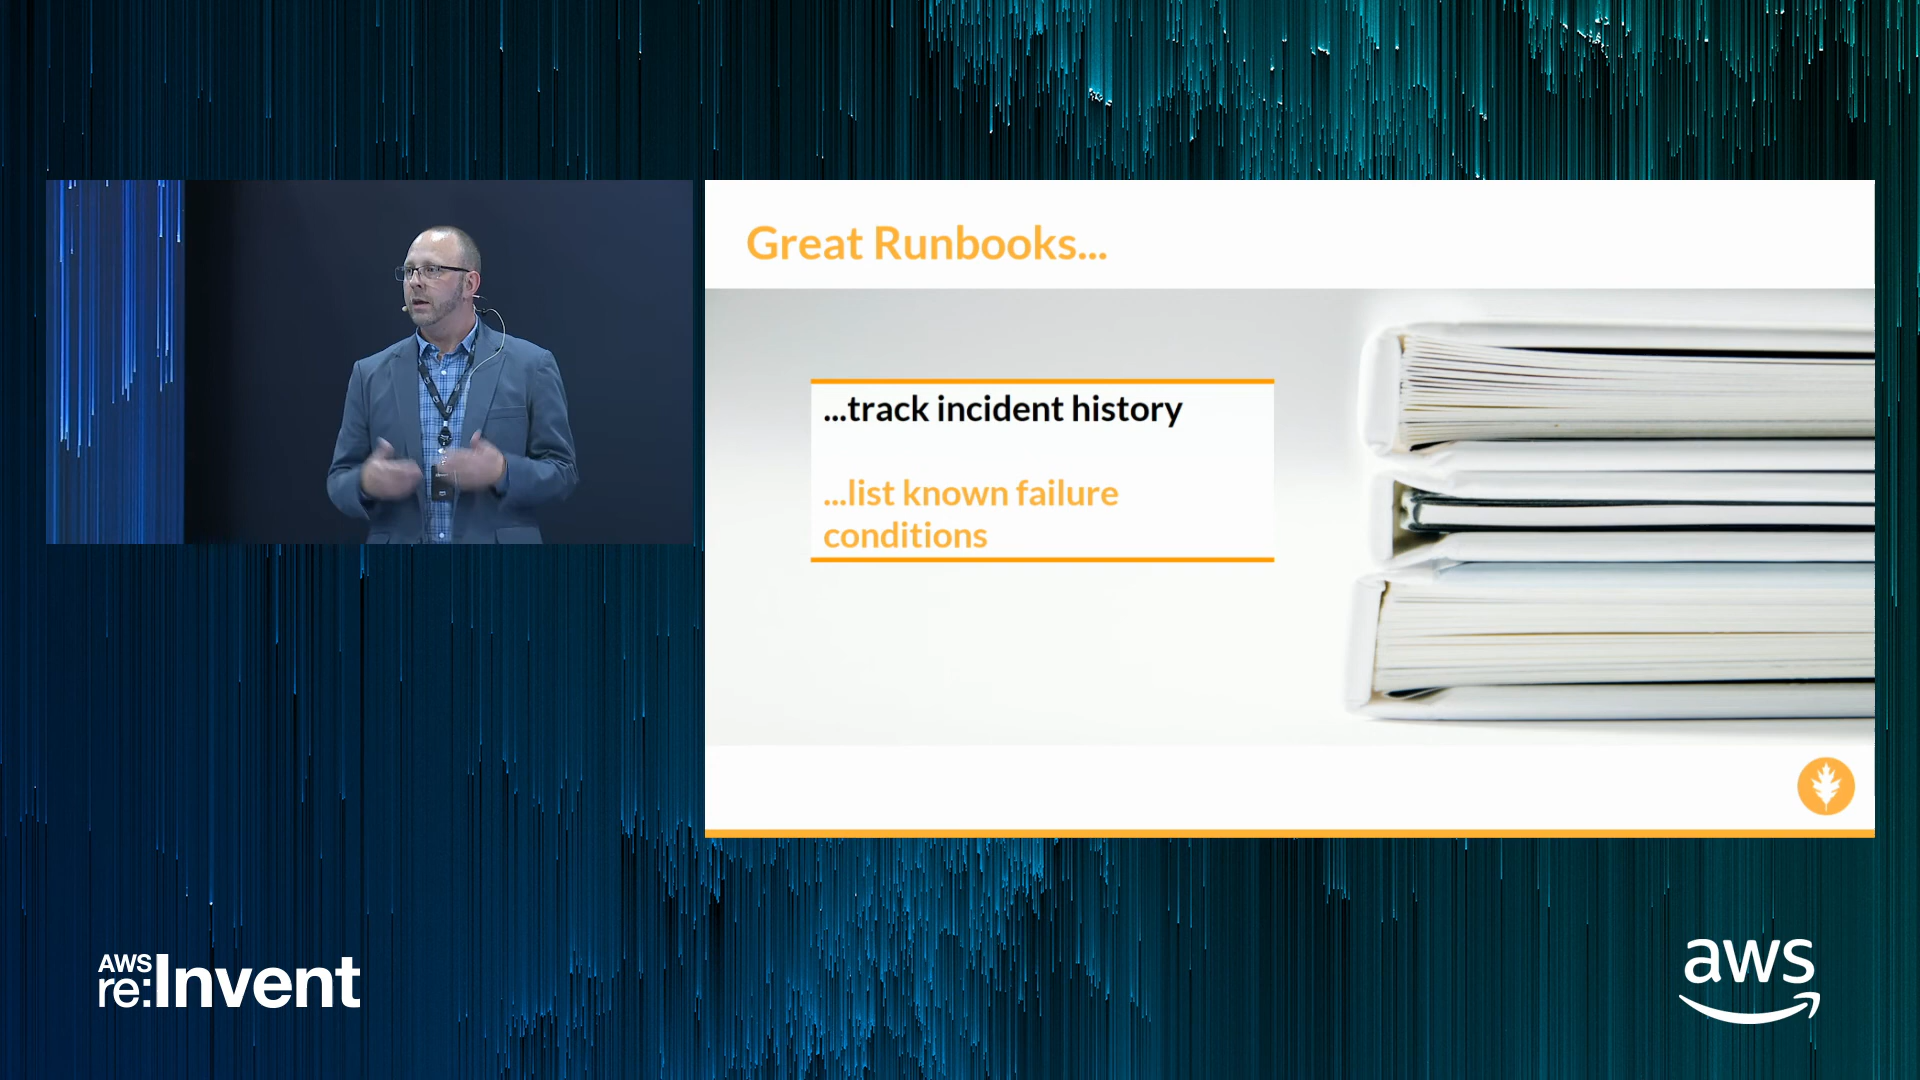 Great Runbooks...
...track incident history
...list known failure
conditions
AWS
re:Invent
aws